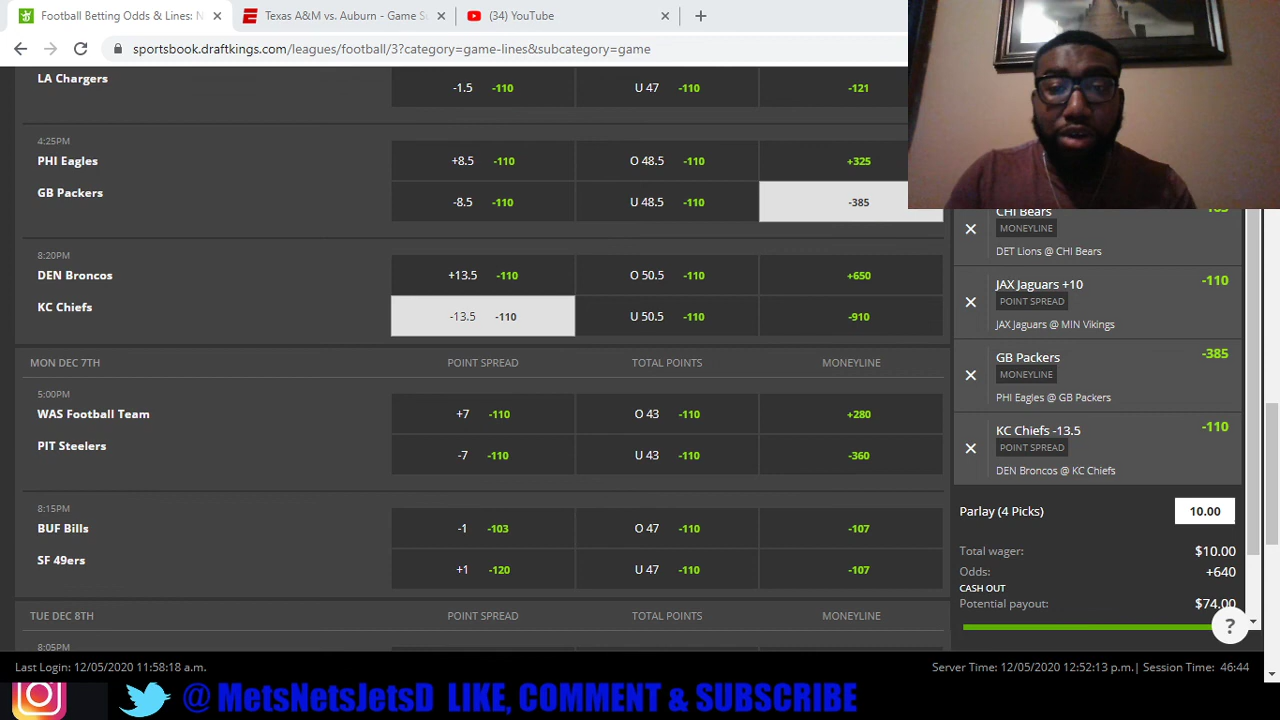 Football Betting Odds & Lines: N
Texas A&M vs. Auburn - Game Su
(34) YouTube
sportsbook.draftkings.com/leagues/football/3?category=game-lines&subcategory=game
LA Chargers -1.5 -110 U 47 -110 -121
4:25PM
PHI Eagles +8.5 -110 O 48.5 -110 +325
GB Packers -8.5 -110 U 48.5 -110 -385
8:20PM
DEN Broncos +13.5 -110 O 50.5 -110 +650
KC Chiefs -13.5 -110 U 50.5 -110 -910
MON DEC 7TH POINT SPREAD TOTAL POINTS MONEYLINE
5:00PM
WAS Football Team +7 -110 O 43 -110 +280
PIT Steelers -7 -110 U 43 -110 -360
8:15PM
BUF Bills -1 -103 O 47 -110 -107
SF 49ers +1 -120 U 47 -110 -107
TUE DEC 8TH POINT SPREAD TOTAL POINTS MONEYLINE
8:05PM
CHI Bears
MONEYLINE
DET Lions @ CHI Bears
JAX Jaguars +10 -110
POINT SPREAD
JAX Jaguars @ MIN Vikings
GB Packers -385
MONEYLINE
PHI Eagles @ GB Packers
KC Chiefs -13.5 -110
POINT SPREAD
DEN Broncos @ KC Chiefs
Parlay (4 Picks) 10.00
Total wager: $10.00
Odds: +640
CASH OUT
Potential payout: $74.00
?
Last Login: 12/05/2020 11:58:18 a.m.
Server Time: 12/05/2020 12:52:13 p.m.| Session Time: 46:44
@ MetsNetsJetsD LIKE, COMMENT & SUBSCRIBE